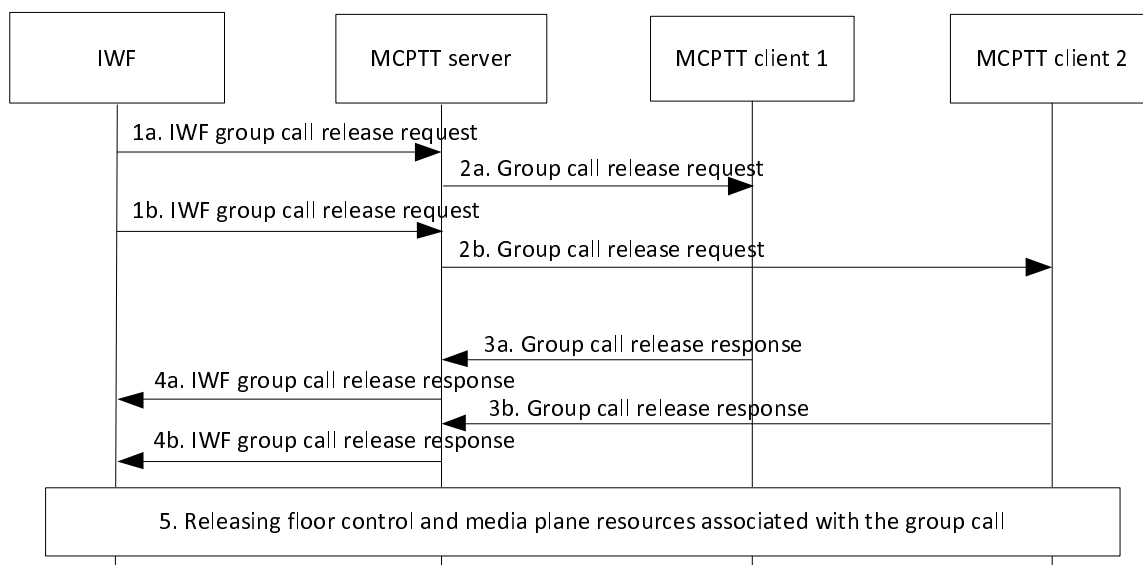 IWF
MCPTT server
MCPTT client 1
MCPTT client 2
1a. IWF group call release request
2a. Group call release request
1b. IWF group call release request
2b. Group call release request
3a. Group call release response
4a. IWF group call release response
3b. Group call release response
4b. IWF group call release response
5. Releasing floor control and media plane resources associated with the group call